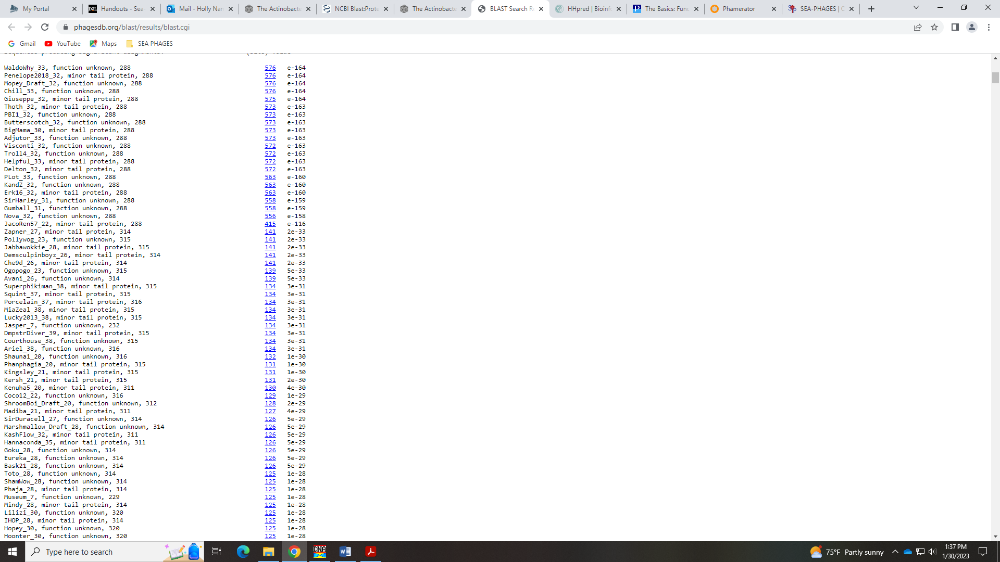 My Portal
Handouts - Sea-
Mail - Holly Nan
The Actinobacte
NCBI Blast:Prote
The Actinobacte
BLAST Search Re
HHpred | Bioinf
The Basics: Func
Phamerator
SEA-PHAGES | C
phagesdb.org/blast/results/blast.cgi
Gmail YouTube Maps SEA PHAGES
Sequences producing significant alignments: (bits) Value
WaldoWhy_33, function unknown, 288 576 e-164
Penelope2018_32, minor tail protein, 288 576 e-164
Mopey_Draft_32, function unknown, 288 576 e-164
Chill_33, function unknown, 288 576 e-164
Giuseppe_32, minor tail protein, 288 575 e-164
Thoth_32, minor tail protein, 288 573 e-163
PBI1_32, function unknown, 288 573 e-163
Butterscotch_32, function unknown, 288 573 e-163
BigMama_30, minor tail protein, 288 573 e-163
Adjutor_33, function unknown, 288 573 e-163
Visconti_32, function unknown, 288 572 e-163
Troll4_32, function unknown, 288 572 e-163
Helpful_33, minor tail protein, 288 572 e-163
Delton_32, minor tail protein, 288 572 e-163
PLot_33, function unknown, 288 563 e-160
KandZ_32, function unknown, 288 563 e-160
Erk16_32, minor tail protein, 288 563 e-160
SirHarley_31, function unknown, 288 558 e-159
Gumball_31, function unknown, 288 558 e-159
Nova_32, function unknown, 288 556 e-158
JacoRen57_22, minor tail protein, 288 415 e-116
Zapner_27, minor tail protein, 314 141 2e-33
Pollywog_23, function unknown, 315 141 2e-33
Jabbawokkie_28, minor tail protein, 315 141 2e-33
Demsculpinboyz_26, minor tail protein, 314 141 2e-33
Che9d_26, minor tail protein, 314 141 2e-33
Ogopogo_23, function unknown, 315 139 5e-33
Avani_26, function unknown, 314 139 5e-33
Superphikiman_38, minor tail protein, 315 134 3e-31
Squint_37, minor tail protein, 315 134 3e-31
Porcelain_37, minor tail protein, 316 134 3e-31
MiaZeal_38, minor tail protein, 315 134 3e-31
Lucky2013_38, minor tail protein, 315 134 3e-31
Jasper_7, function unknown, 232 134 3e-31
DmpstrDiver_39, minor tail protein, 315 134 3e-31
Courthouse_38, function unknown, 315 134 3e-31
Ariel_38, function unknown, 316 134 3e-31
Shauna1_20, function unknown, 316 132 1e-30
Phanphagia_20, minor tail protein, 315 131 1e-30
Kingsley_21, minor tail protein, 315 131 1e-30
Kersh_21, minor tail protein, 315 131 2e-30
Kenuha5_20, minor tail protein, 311 130 4e-30
Coco12_22, function unknown, 316 129 1e-29
ShroomBoi_Draft_20, function unknown, 312 128 2e-29
Madiba_21, minor tail protein, 311 127 4e-29
SirDuracell_27, function unknown, 314 126 5e-29
Marshmallow_Draft_28, function unknown, 314 126 5e-29
KashFlow_32, minor tail protein, 311 126 5e-29
Hannaconda_35, minor tail protein, 311 126 5e-29
Goku_28, function unknown, 314 126 5e-29
Eureka_28, function unknown, 314 126 5e-29
Bask21_28, function unknown, 314 126 5e-29
Toto_28, function unknown, 314 125 1e-28
ShamWow_28, function unknown, 314 125 1e-28
Phaja_28, minor tail protein, 314 125 1e-28
Museum_7, function unknown, 229 125 1e-28
Mindy_28, minor tail protein, 314 125 1e-28
Lilizi_30, function unknown, 320 125 1e-28
IHOP_28, minor tail protein, 314 125 1e-28
Hopey_30, function unknown, 320 125 1e-28
Hoonter_30, function unknown, 320 125 1e-28
Type here to search
75°F Partly sunny
1:37 PM
1/30/2023